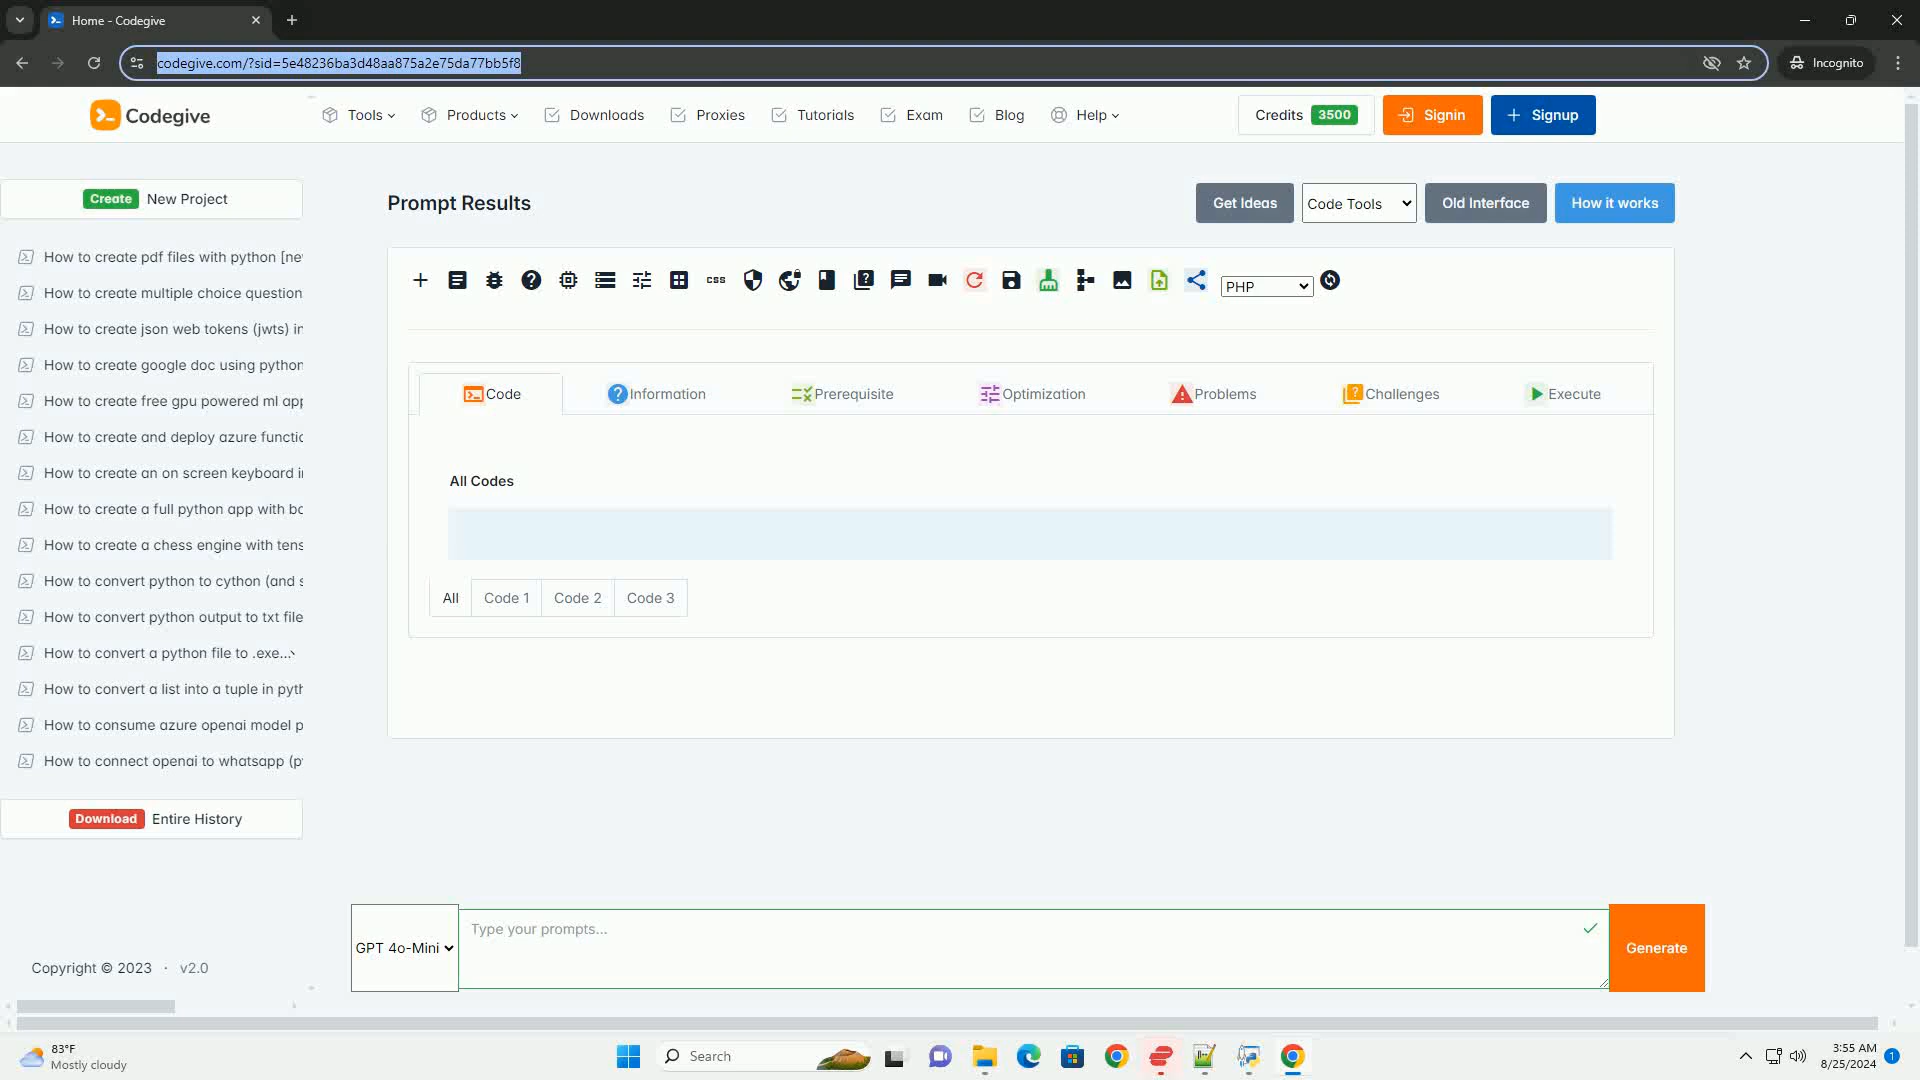 Home - Codegive
codegive.com/?sid=5e48236ba3d48aa875a2e75da77bb5f8
Incognito
Codegive
Tools
Products
Downloads
Proxies
Tutorials
Exam
Blog
Help
Credits 3500
Signin
Signup
Create New Project
Prompt Results
Get Ideas
Code Tools
Old Interface
How it works
How to create pdf files with python [ne
How to create multiple choice question
How to create json web tokens (jwts) in
How to create google doc using python
How to create free gpu powered ml app
How to create and deploy azure functio
How to create an on screen keyboard i
How to create a full python app with ba
How to create a chess engine with tens
How to convert python to cython (and s
How to convert python output to txt file
How to convert a python file to .exe...
How to convert a list into a tuple in pyth
How to consume azure openai model p
How to connect openai to whatsapp (p
Download Entire History
css
PHP
Code
Information
Prerequisite
Optimization
Problems
Challenges
Execute
All Codes
All
Code 1
Code 2
Code 3
GPT 4o-Mini
Type your prompts...
Generate
Copyright © 2023 · v2.0
83°F
Mostly cloudy
Search
3:55 AM
8/25/2024
1